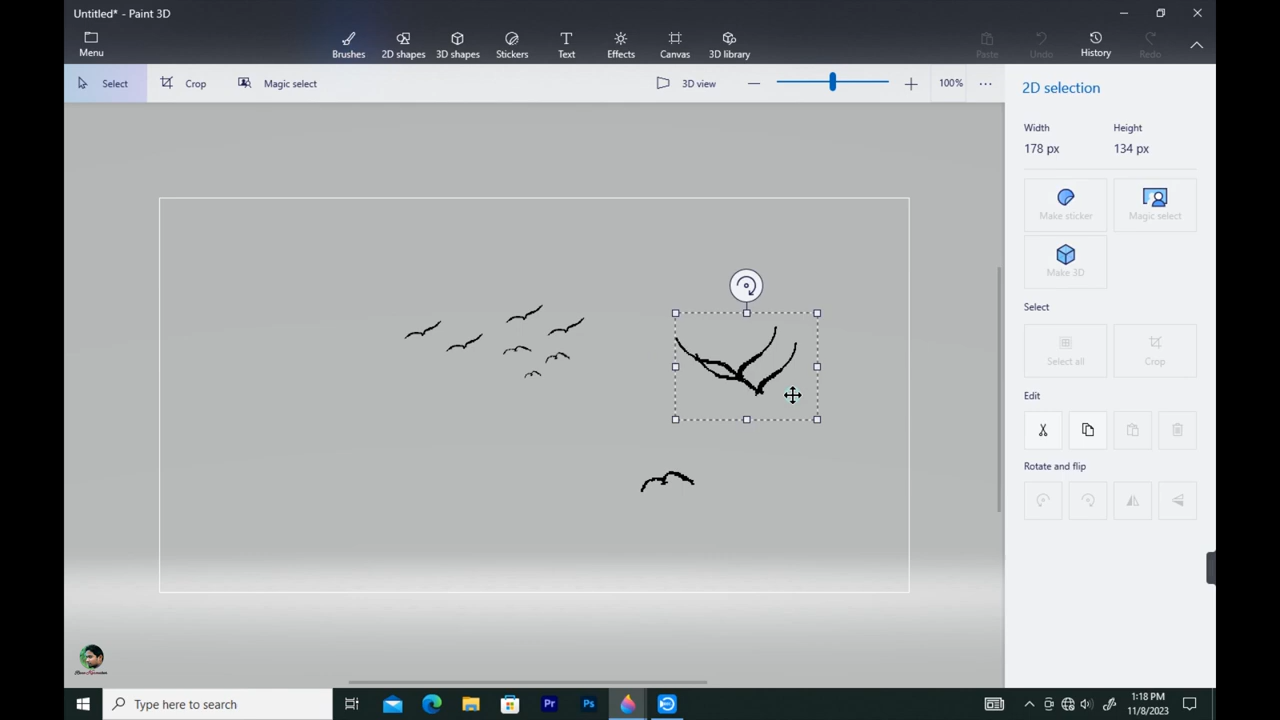 Untitled* - Paint 3D
Menu
Brushes
2D shapes
3D shapes
Stickers
Text
Effects
Canvas
3D library
Paste
Undo
History
Redo
Select
Crop
Magic select
3D view
100%
2D selection
Width
Height
178 px
134 px
Make sticker
Magic select
Make 3D
Select
Select all
Crop
Edit
Rotate and flip
Type here to search
Pr
Ps
1:18 PM
11/8/2023